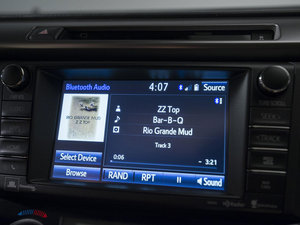 Bluetooth Audio
4:07
Source
RIO GRANDE MUD
ZZ TOP
ZZ Top
Bar-B-Q
Rio Grande Mud
Track 3
0:06
-3:21
Select Device
Browse
RAND
RPT
Sound